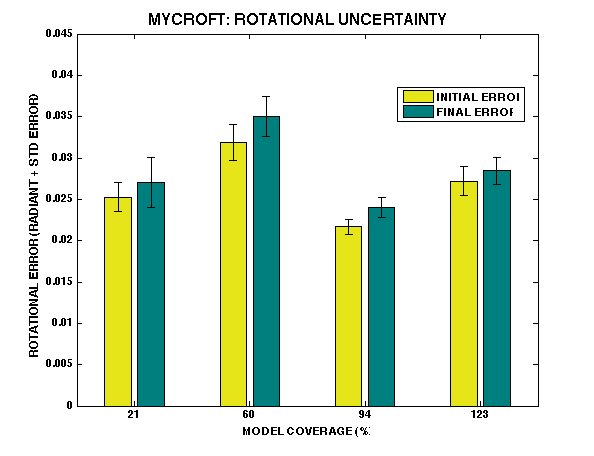 MYCROFT: ROTATIONAL UNCERTAINTY
0.045
0.04
0.035
0.03
0.025
0.02
0.015
0.01
0.005
0
ROTATIONAL ERROR (RADIANT + STD ERROR)
INITIAL ERROI
FINAL ERROF
21
60
94
123
MODEL COVERAGE (%